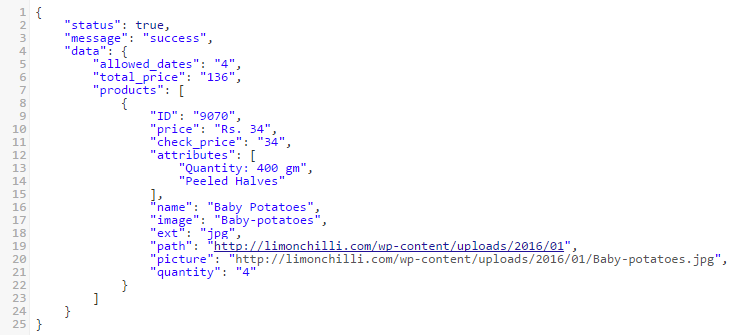 1 {
2     "status": true,
3     "message": "success",
4     "data": {
5         "allowed_dates": "4",
6         "total_price": "136",
7         "products": [
8             {
9                 "ID": "9070",
10                 "price": "Rs. 34",
11                 "check_price": "34",
12                 "attributes": [
13                     "Quantity: 400 gm",
14                     "Peeled Halves"
15                 ],
16                 "name": "Baby Potatoes",
17                 "image": "Baby-potatoes",
18                 "ext": "jpg",
19                 "path": "http://limonchilli.com/wp-content/uploads/2016/01",
20                 "picture": "http://limonchilli.com/wp-content/uploads/2016/01/Baby-potatoes.jpg",
21                 "quantity": "4"
22             }
23         ]
24     }
25 }